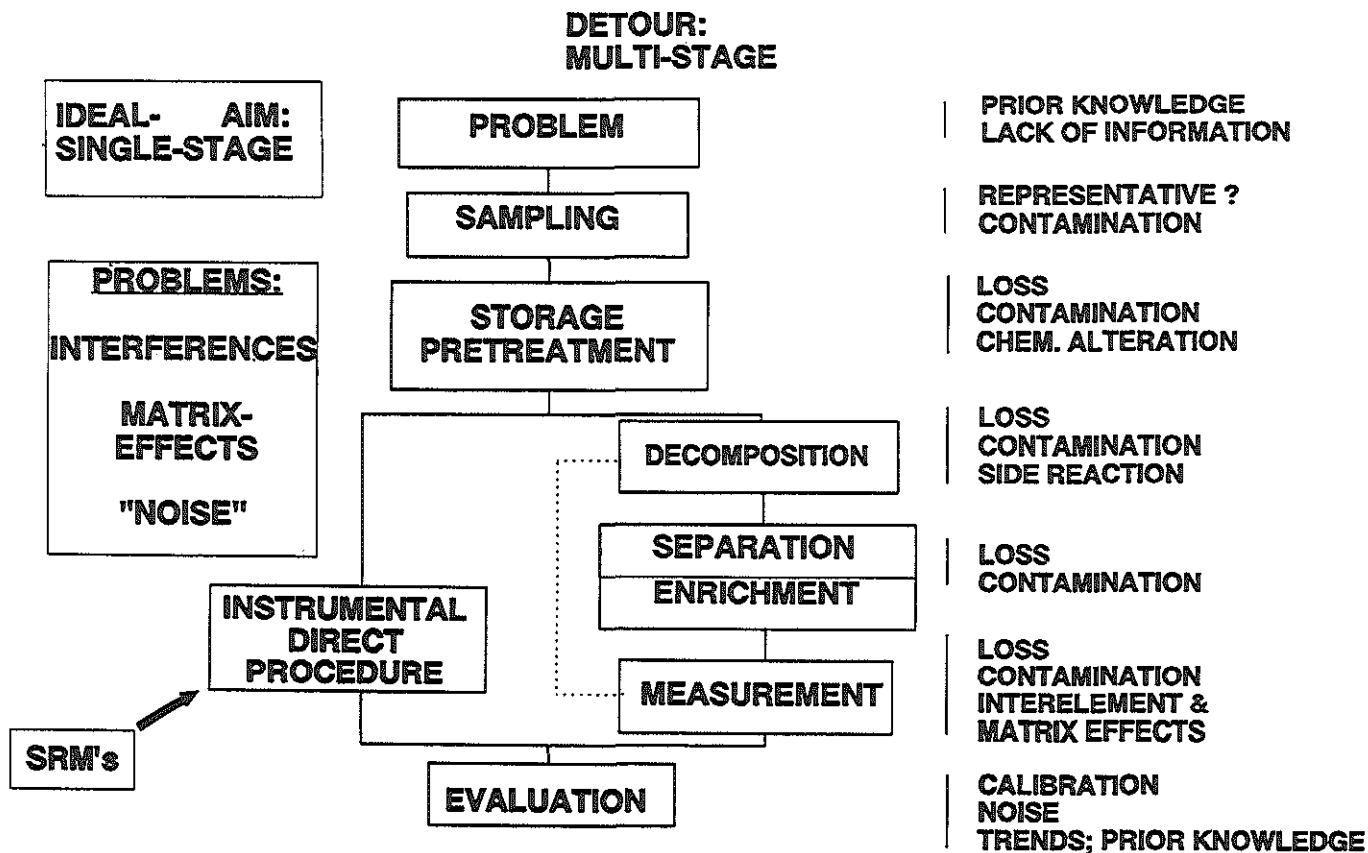 DETOUR:
MULTI-STAGE
IDEAL- AIM:
SINGLE-STAGE
PROBLEM
PRIOR KNOWLEDGE
LACK OF INFORMATION
SAMPLING
REPRESENTATIVE ?
CONTAMINATION
PROBLEMS:
INTERFERENCES
MATRIX-
EFFECTS
"NOISE"
STORAGE
PRETREATMENT
LOSS
CONTAMINATION
CHEM. ALTERATION
DECOMPOSITION
LOSS
CONTAMINATION
SIDE REACTION
SEPARATION
ENRICHMENT
LOSS
CONTAMINATION
INSTRUMENTAL
DIRECT
PROCEDURE
MEASUREMENT
LOSS
CONTAMINATION
INTERELEMENT &
MATRIX EFFECTS
SRM's
EVALUATION
CALIBRATION
NOISE
TRENDS; PRIOR KNOWLEDGE